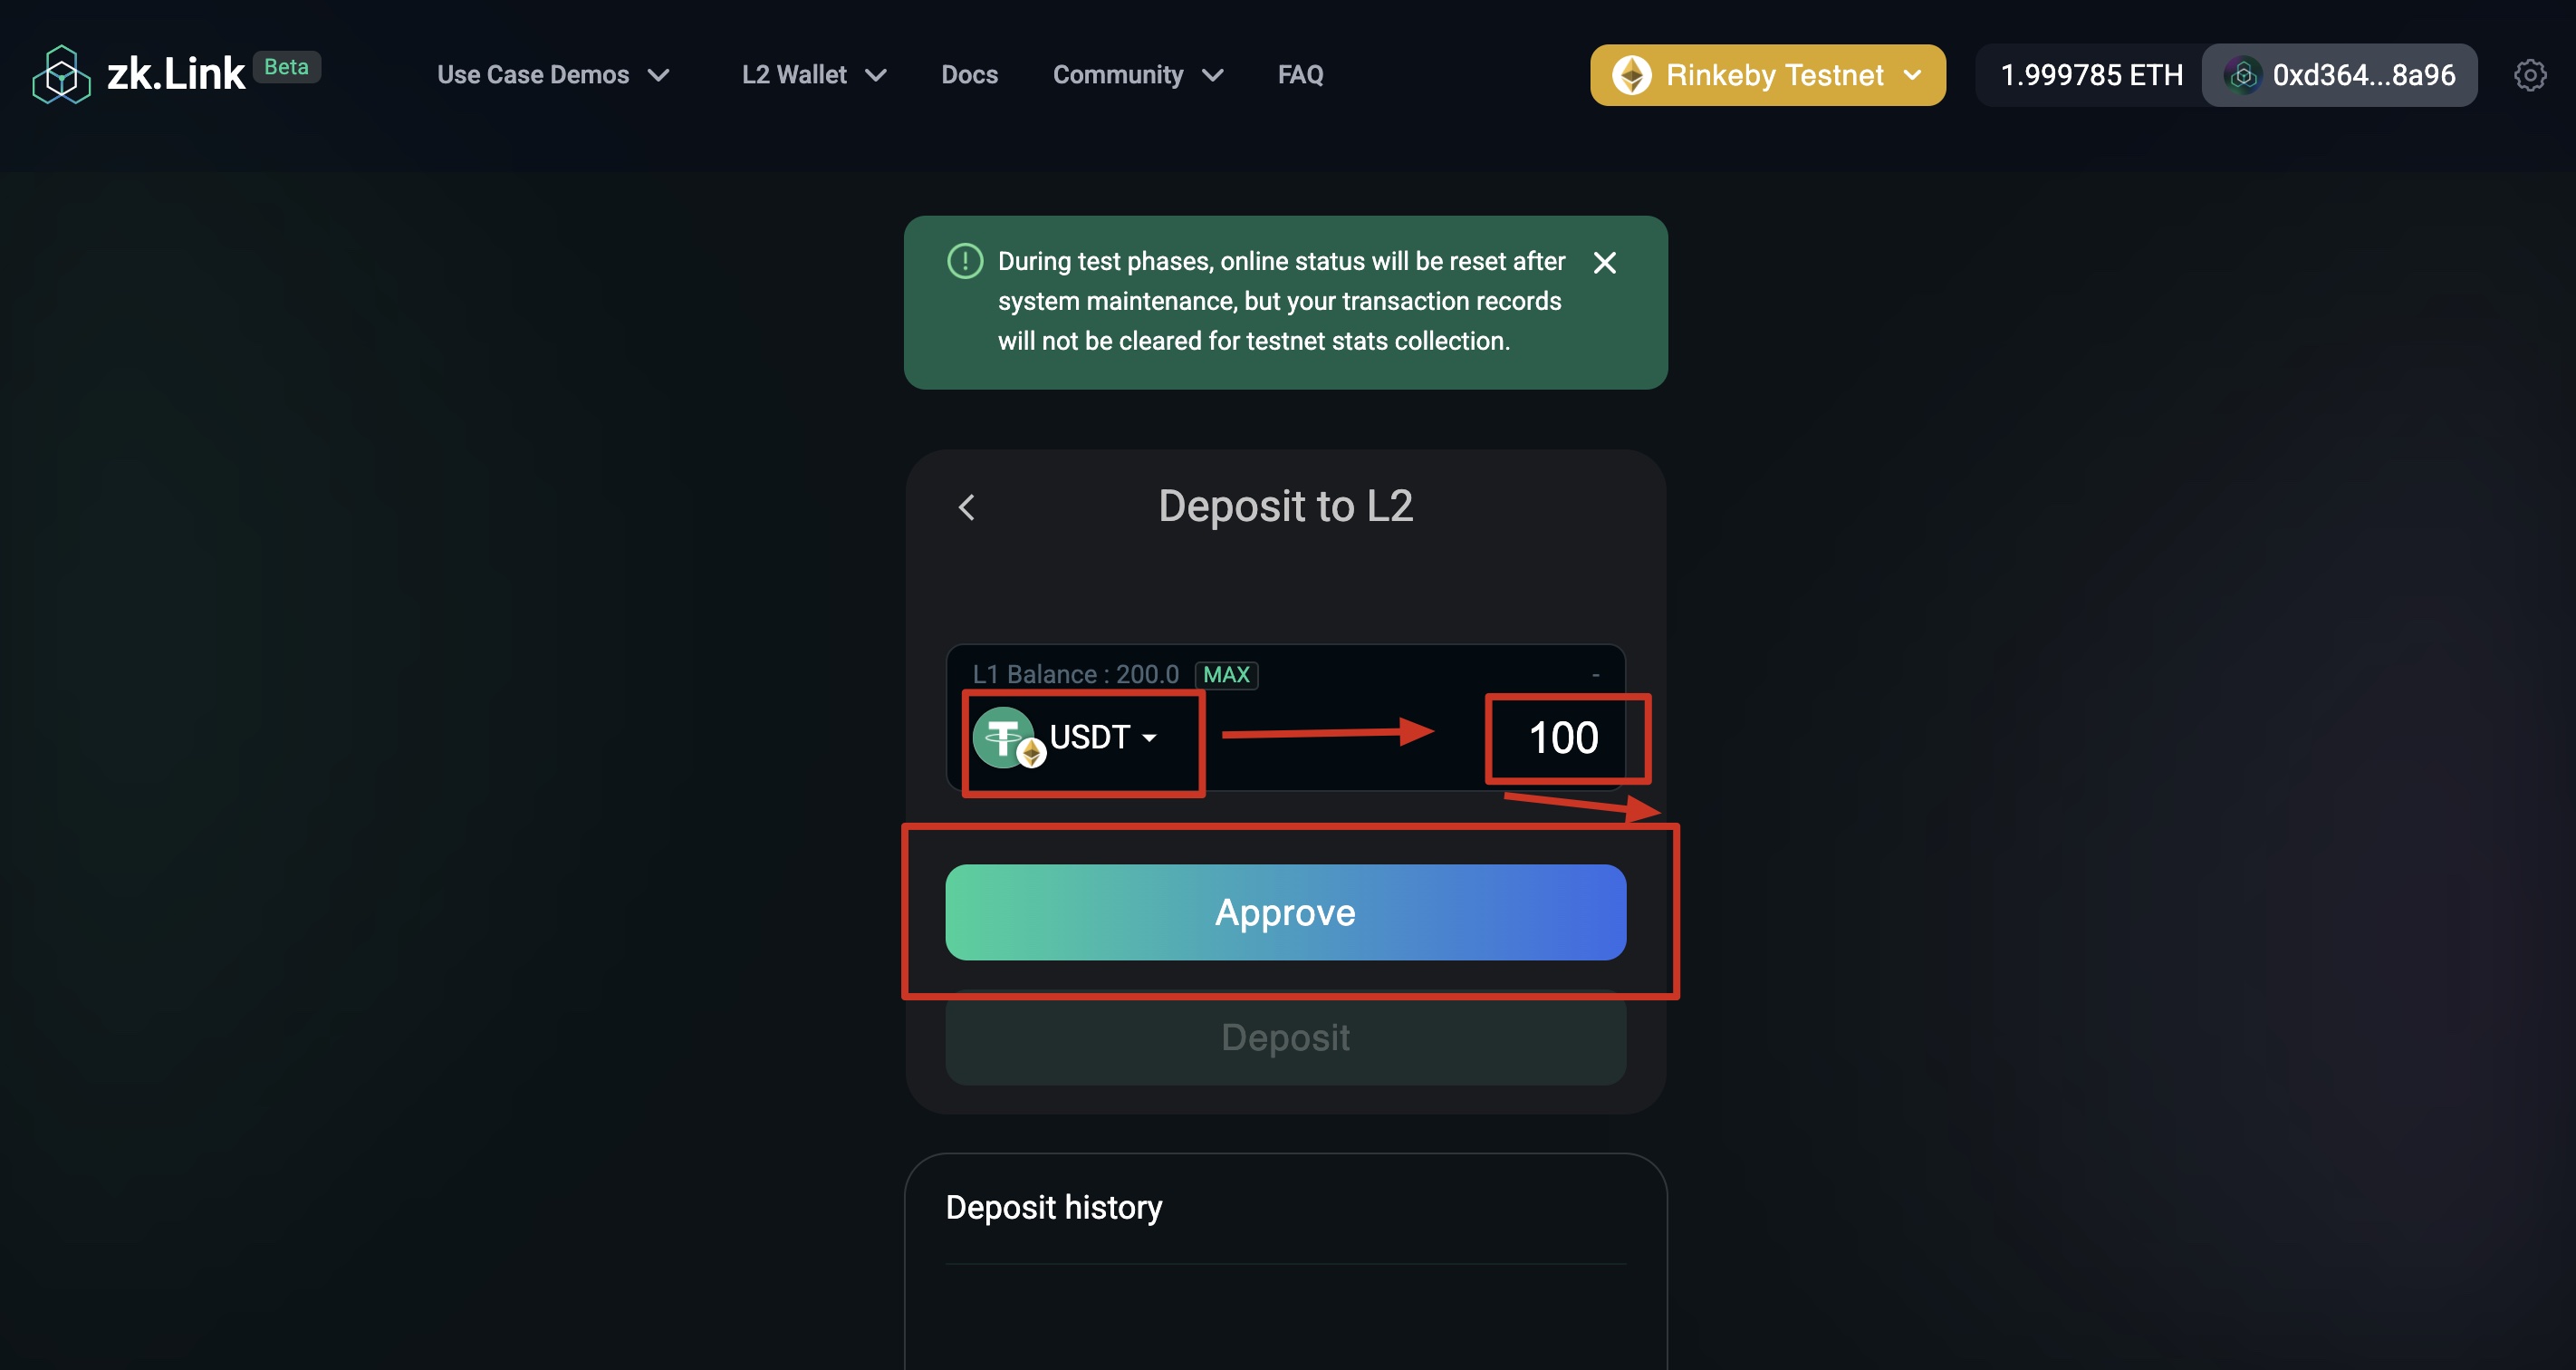 zk.Link Beta
Use Case Demos
L2 Wallet
Docs
Community
FAQ
Rinkeby Testnet
1.999785 ETH
0xd364...8a96
During test phases, online status will be reset after
system maintenance, but your transaction records
will not be cleared for testnet stats collection.
Deposit to L2
L1 Balance : 200.0 MAX -
USDT 100
Approve
Deposit
Deposit history